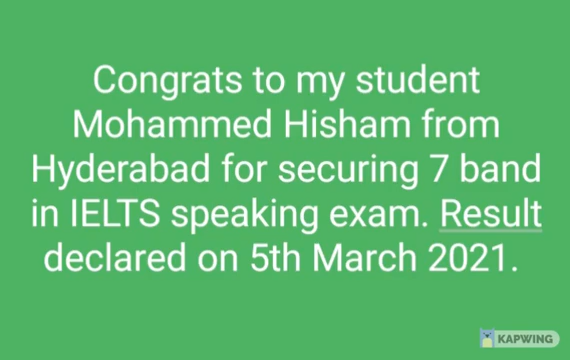 Congrats to my student
Mohammed Hisham from
Hyderabad for securing 7 band
in IELTS speaking exam. Result
declared on 5th March 2021.
KAPWING